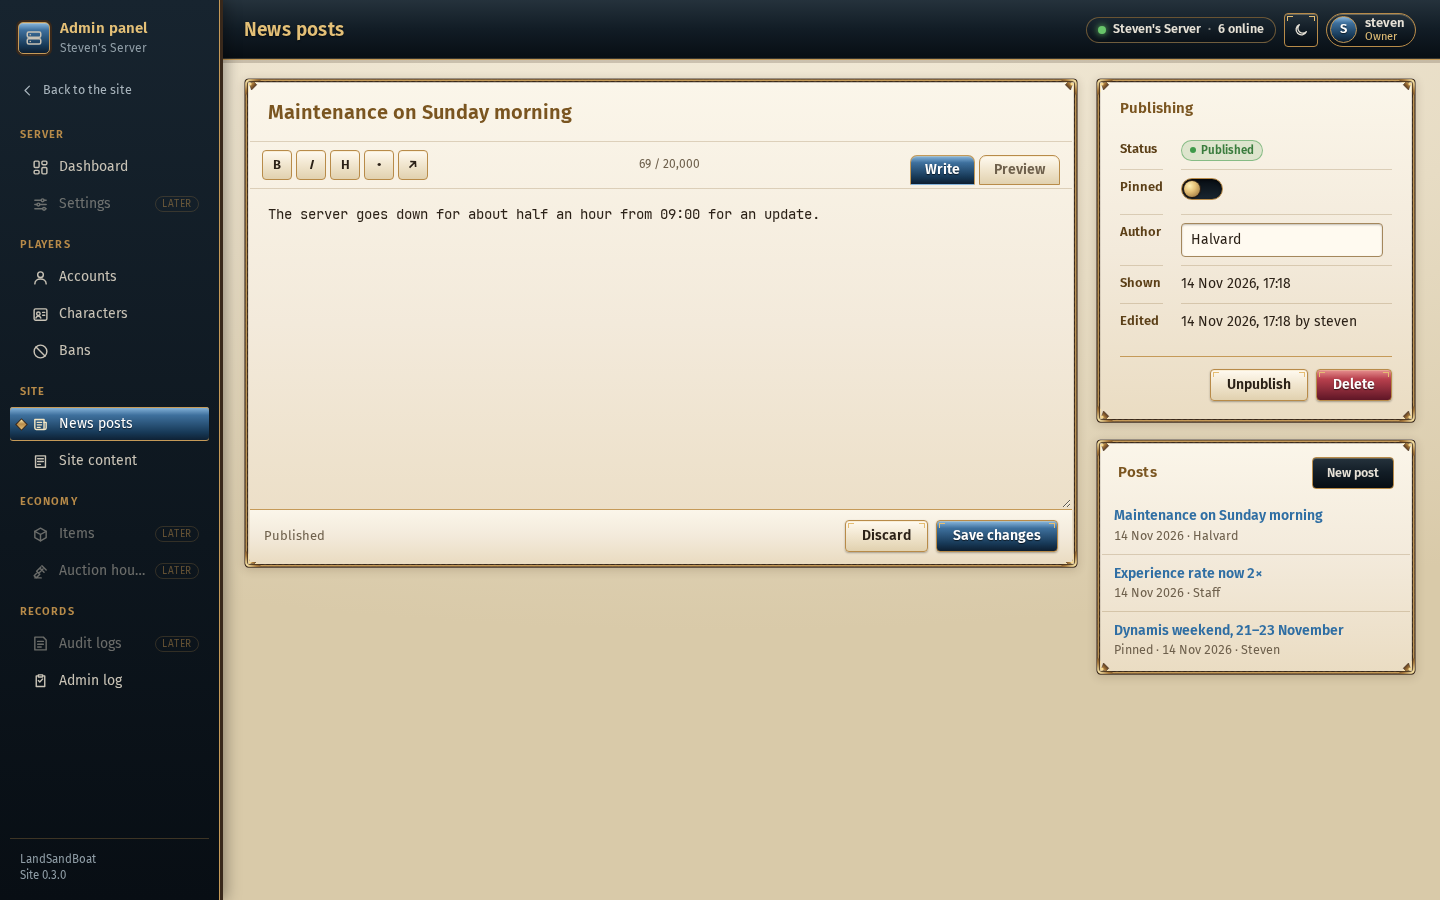 Admin panel
Steven's Server
Back to the site
SERVER
Dashboard
Settings LATER
PLAYERS
Accounts
Characters
Bans
SITE
News posts
Site content
ECONOMY
Items LATER
Auction hou... LATER
RECORDS
Audit logs LATER
Admin log
LandSandBoat
Site 0.3.0
News posts
Steven's Server · 6 online
S
steven
Owner
Maintenance on Sunday morning
B I H • ↗
69 / 20,000
Write Preview
The server goes down for about half an hour from 09:00 for an update.
Published
Discard Save changes
Publishing
Status Published
Pinned
Author Halvard
Shown 14 Nov 2026, 17:18
Edited 14 Nov 2026, 17:18 by steven
Unpublish Delete
Posts New post
Maintenance on Sunday morning
14 Nov 2026 · Halvard
Experience rate now 2×
14 Nov 2026 · Staff
Dynamis weekend, 21–23 November
Pinned · 14 Nov 2026 · Steven